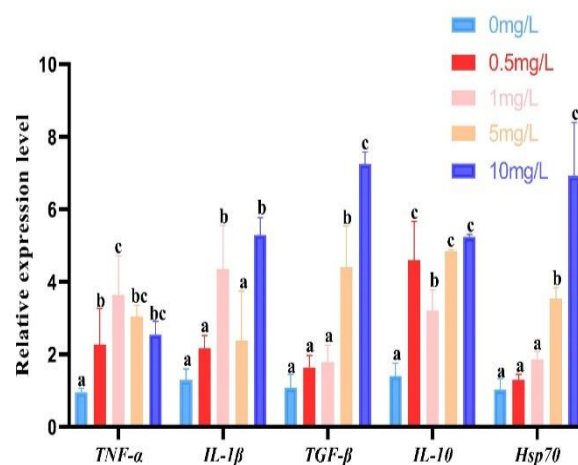 0mg/L
0.5mg/L
1mg/L
5mg/L
10mg/L
Relative expression level
10
8
6
4
2
0
a b c bc bc
a a b a b
a a a b c
a c b c c
a a a b c
TNF-α IL-1β TGF-β IL-10 Hsp70